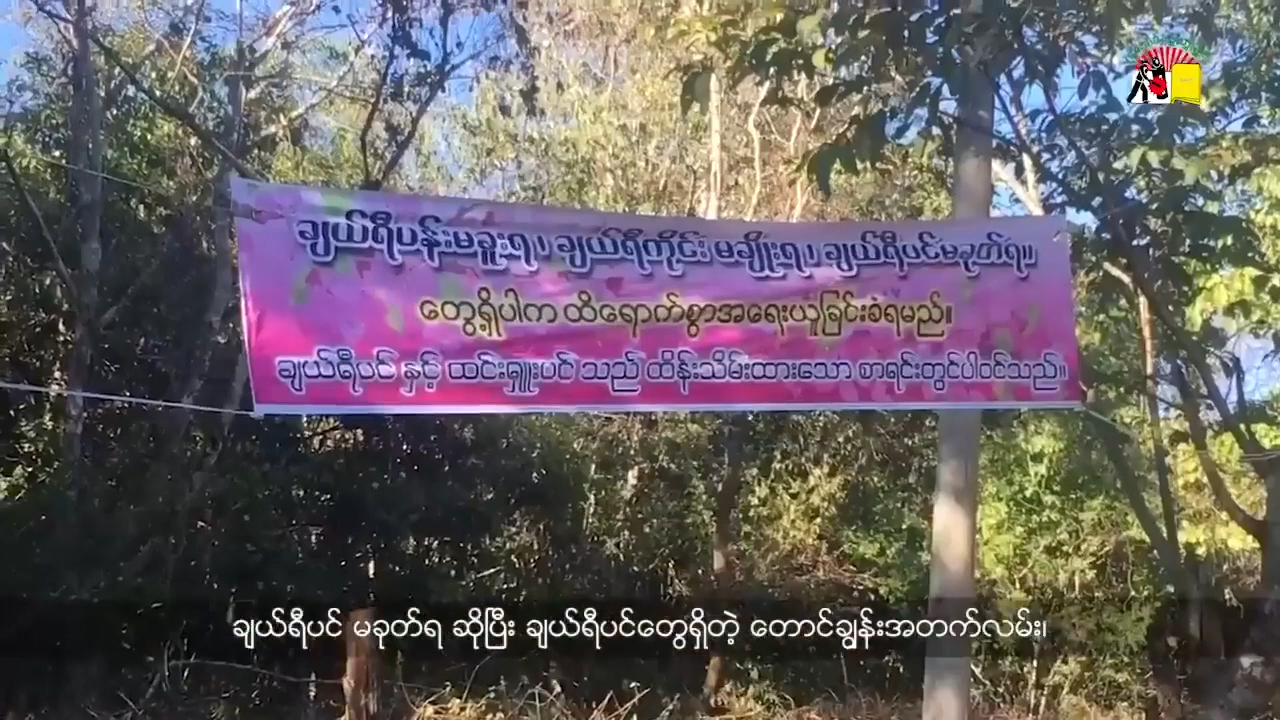 ချယ်ရီပန်းမခူးရ၊ ချယ်ရီကိုင်း မချိုးရ၊ ချယ်ရီပင်မခုတ်ရ။
တွေ့ရှိပါက ထိရောက်စွာအရေးယူခြင်းခံရမည်။
ချယ်ရီပင် နှင့် ထင်းရှူးပင် သည် ထိန်းသိမ်းထားသော စာရင်းတွင်ပါဝင်သည်။
ချယ်ရီပင် မခုတ်ရ ဆိုပြီး ချယ်ရီပင်တွေရှိတဲ့ တောင်ချွန်းအတက်လမ်း၊